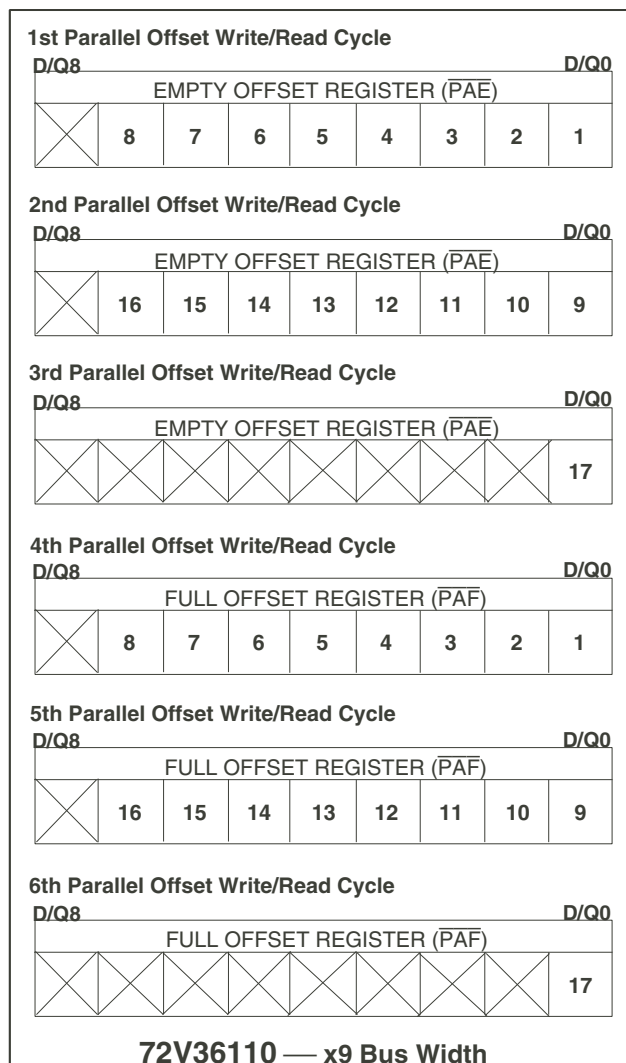 1st Parallel Offset Write/Read Cycle
D/Q8 D/Q0
EMPTY OFFSET REGISTER (PAE)
8 7 6 5 4 3 2 1
2nd Parallel Offset Write/Read Cycle
D/Q8 D/Q0
EMPTY OFFSET REGISTER (PAE)
16 15 14 13 12 11 10 9
3rd Parallel Offset Write/Read Cycle
D/Q8 D/Q0
EMPTY OFFSET REGISTER (PAE)
17
4th Parallel Offset Write/Read Cycle
D/Q8 D/Q0
FULL OFFSET REGISTER (PAF)
8 7 6 5 4 3 2 1
5th Parallel Offset Write/Read Cycle
D/Q8 D/Q0
FULL OFFSET REGISTER (PAF)
16 15 14 13 12 11 10 9
6th Parallel Offset Write/Read Cycle
D/Q8 D/Q0
FULL OFFSET REGISTER (PAF)
17
72V36110 — x9 Bus Width